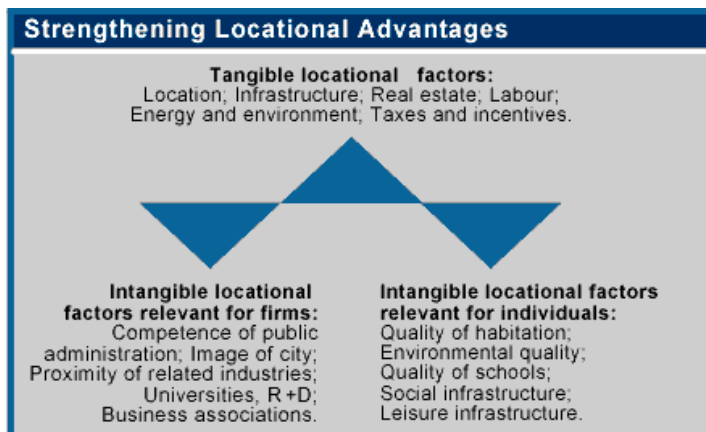 Strengthening Locational Advantages
Tangible locational factors:
Location; Infrastructure; Real estate; Labour;
Energy and environment; Taxes and incentives.
Intangible locational
factors relevant for firms:
Competence of public
administration; Image of city;
Proximity of related industries;
Universities, R+D;
Business associations.
Intangible locational factors
relevant for individuals:
Quality of habitation;
Environmental quality;
Quality of schools;
Social infrastructure;
Leisure infrastructure.